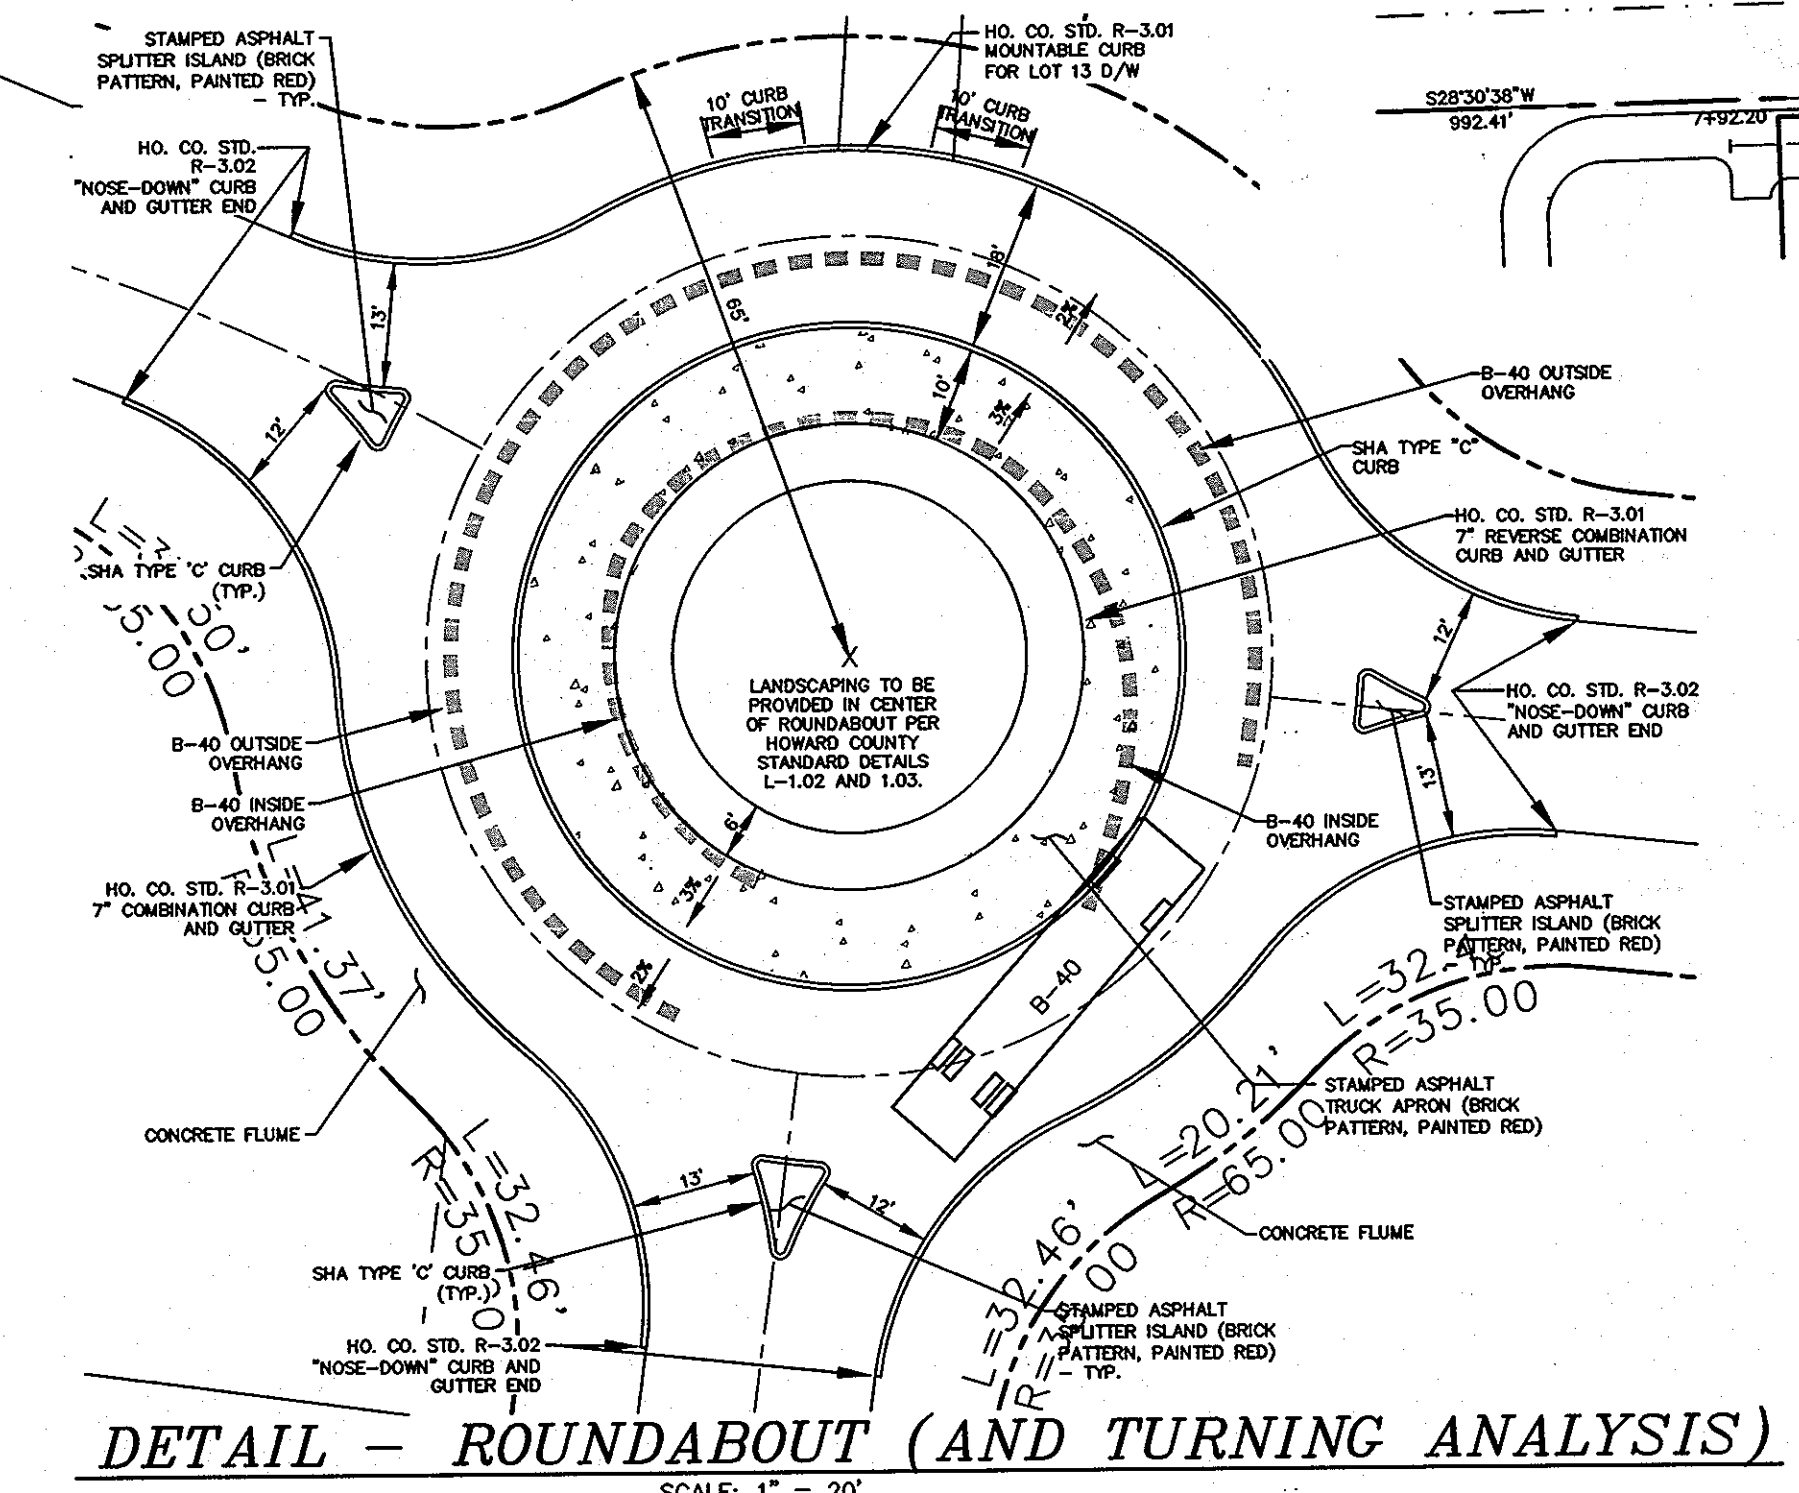 STAMPED ASPHALT
SPLITTER ISLAND (BRICK
PATTERN, PAINTED RED)
- TYP.
HO. CO. STD. R-3.01
MOUNTABLE CURB
FOR LOT 13 D/W
10' CURB
TRANSITION
10' CURB
TRANSITION
S28°30'38"W
992.41'
7+92.20
HO. CO. STD.
R-3.02
"NOSE-DOWN" CURB
AND GUTTER END
13'
12'
65'
18'
2%
10'
3%
B-40 OUTSIDE
OVERHANG
SHA TYPE "C"
CURB
HO. CO. STD. R-3.01
7" REVERSE COMBINATION
CURB AND GUTTER
SHA TYPE 'C' CURB
(TYP.)
12'
HO. CO. STD. R-3.02
"NOSE-DOWN" CURB
AND GUTTER END
13'
LANDSCAPING TO BE
PROVIDED IN CENTER
OF ROUNDABOUT PER
HOWARD COUNTY
STANDARD DETAILS
L-1.02 AND 1.03.
B-40 OUTSIDE
OVERHANG
B-40 INSIDE
OVERHANG
6'
3%
2%
B-40 INSIDE
OVERHANG
HO. CO. STD. R-3.01
7" COMBINATION CURB
AND GUTTER
STAMPED ASPHALT
SPLITTER ISLAND (BRICK
PATTERN, PAINTED RED)
TYP.
B-40
R=35.00
STAMPED ASPHALT
TRUCK APRON (BRICK
PATTERN, PAINTED RED)
CONCRETE FLUME
L=20.21'
R=65.00
CONCRETE FLUME
13'
12'
L=32.46'
SHA TYPE 'C' CURB
(TYP.)
L=32.46'
STAMPED ASPHALT
SPLITTER ISLAND (BRICK
PATTERN, PAINTED RED)
- TYP.
HO. CO. STD. R-3.02
"NOSE-DOWN" CURB AND
GUTTER END
DETAIL - ROUNDABOUT (AND TURNING ANALYSIS)
SCALE: 1" = 20'